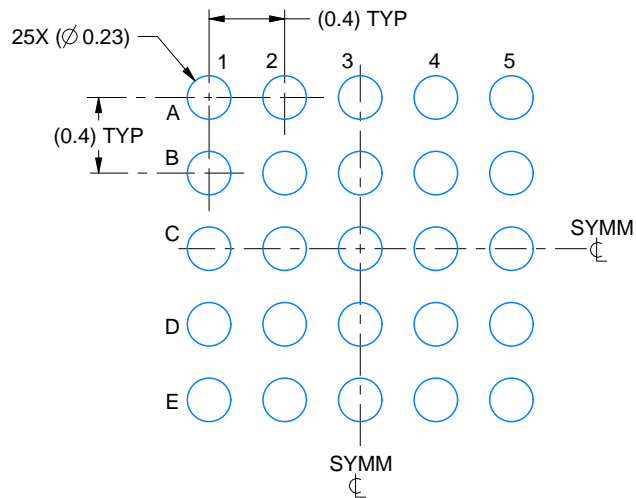 (0.4) TYP
25X (∅ 0.23)
1 2 3 4 5
A
(0.4) TYP
B
C
SYMM
℄
D
E
SYMM
℄